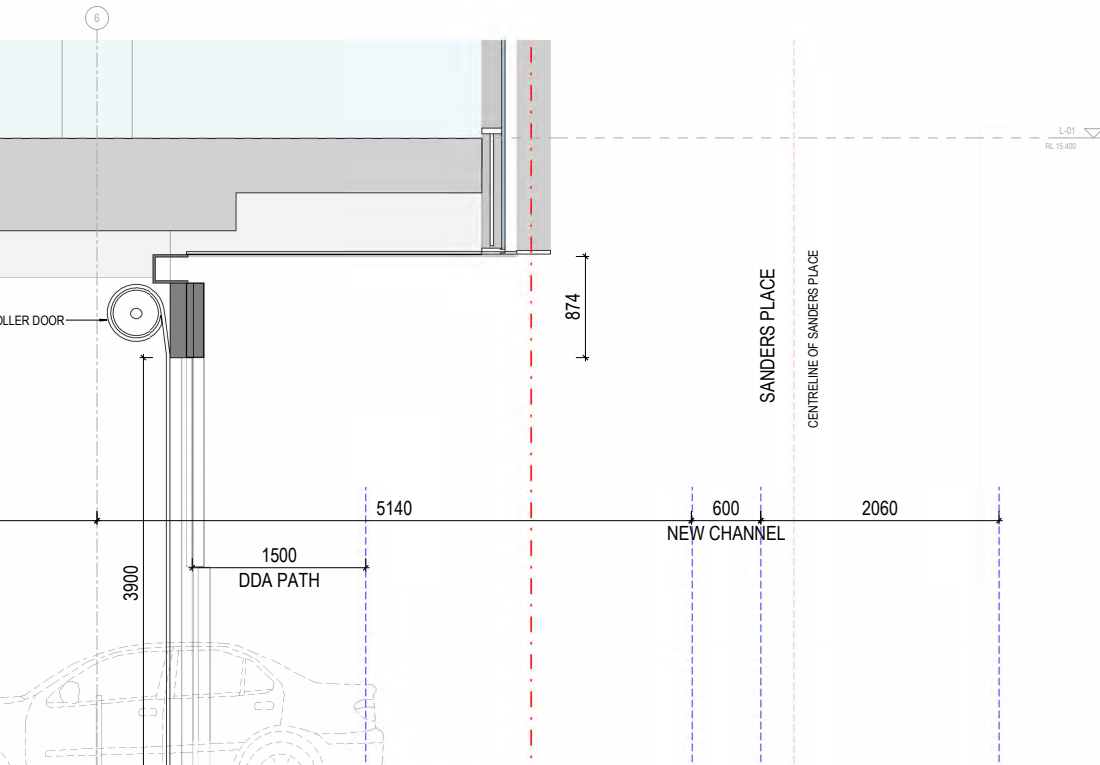 6
L-01
RL 15.400
874
SANDERS PLACE
CENTRELINE OF SANDERS PLACE
OLLER DOOR
5140
600
2060
NEW CHANNEL
1500
DDA PATH
3900